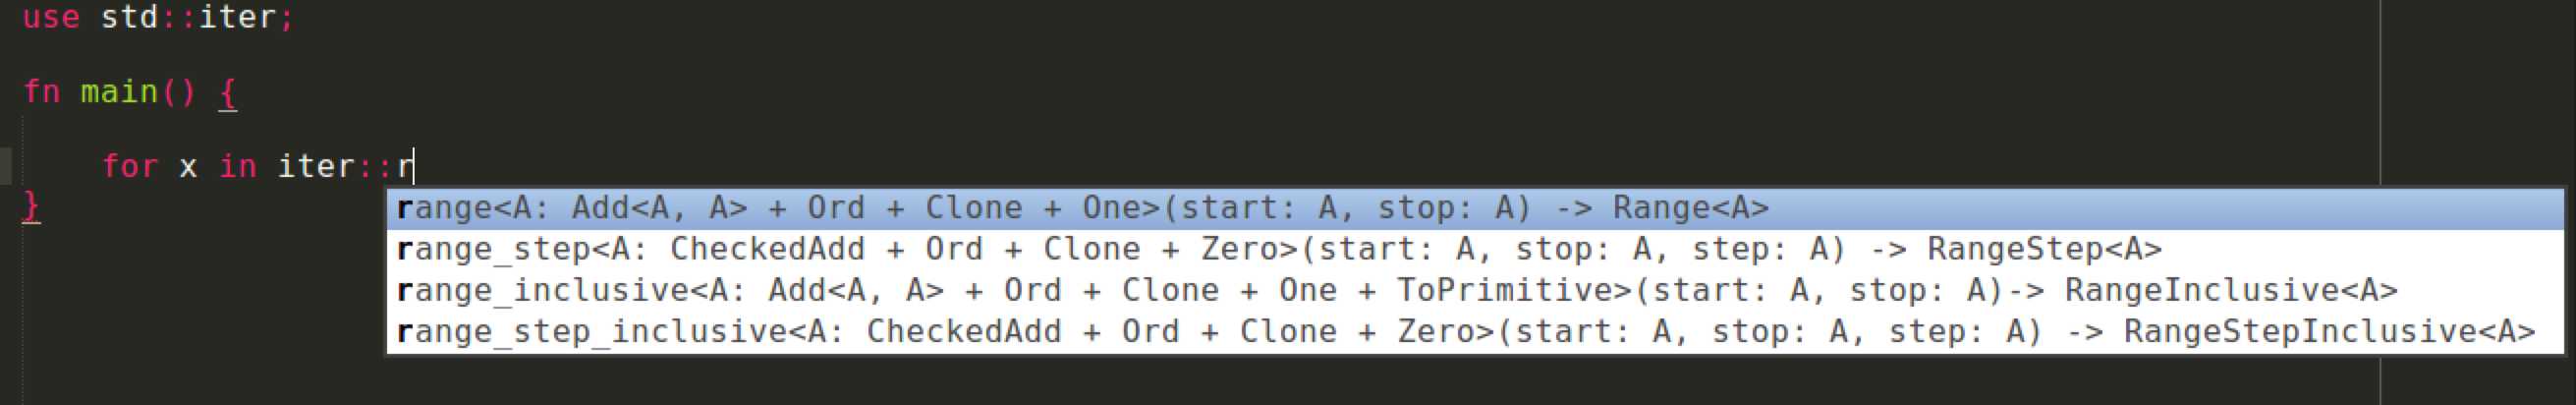 use std::iter;
fn main() {
for x in iter::r
}
range<A: Add<A, A> + Ord + Clone + One>(start: A, stop: A) -> Range<A>
range_step<A: CheckedAdd + Ord + Clone + Zero>(start: A, stop: A, step: A) -> RangeStep<A>
range_inclusive<A: Add<A, A> + Ord + Clone + One + ToPrimitive>(start: A, stop: A)-> RangeInclusive<A>
range_step_inclusive<A: CheckedAdd + Ord + Clone + Zero>(start: A, stop: A, step: A) -> RangeStepInclusive<A>